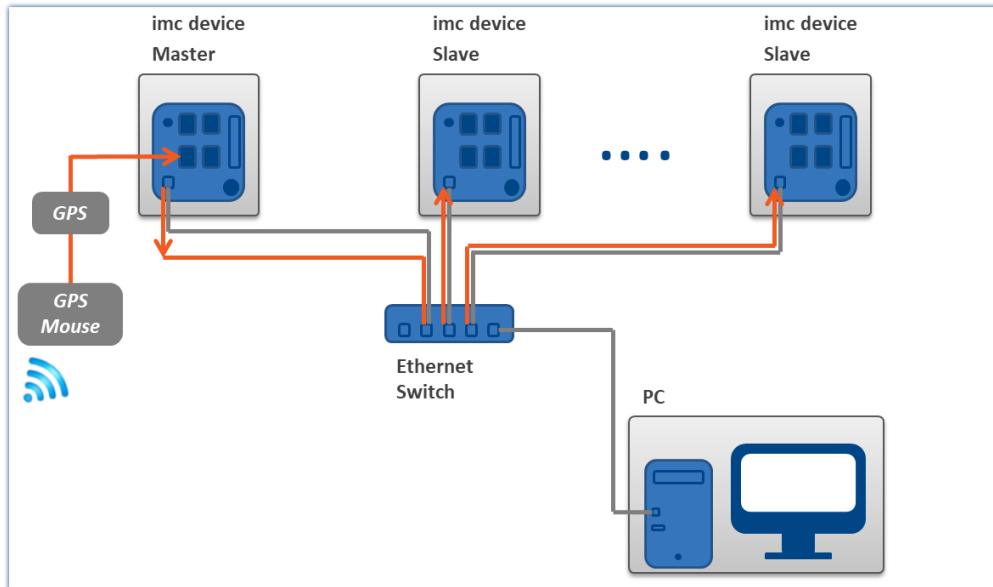 imc device
Master
imc device
Slave
imc device
Slave
GPS
GPS
Mouse
Ethernet
Switch
PC